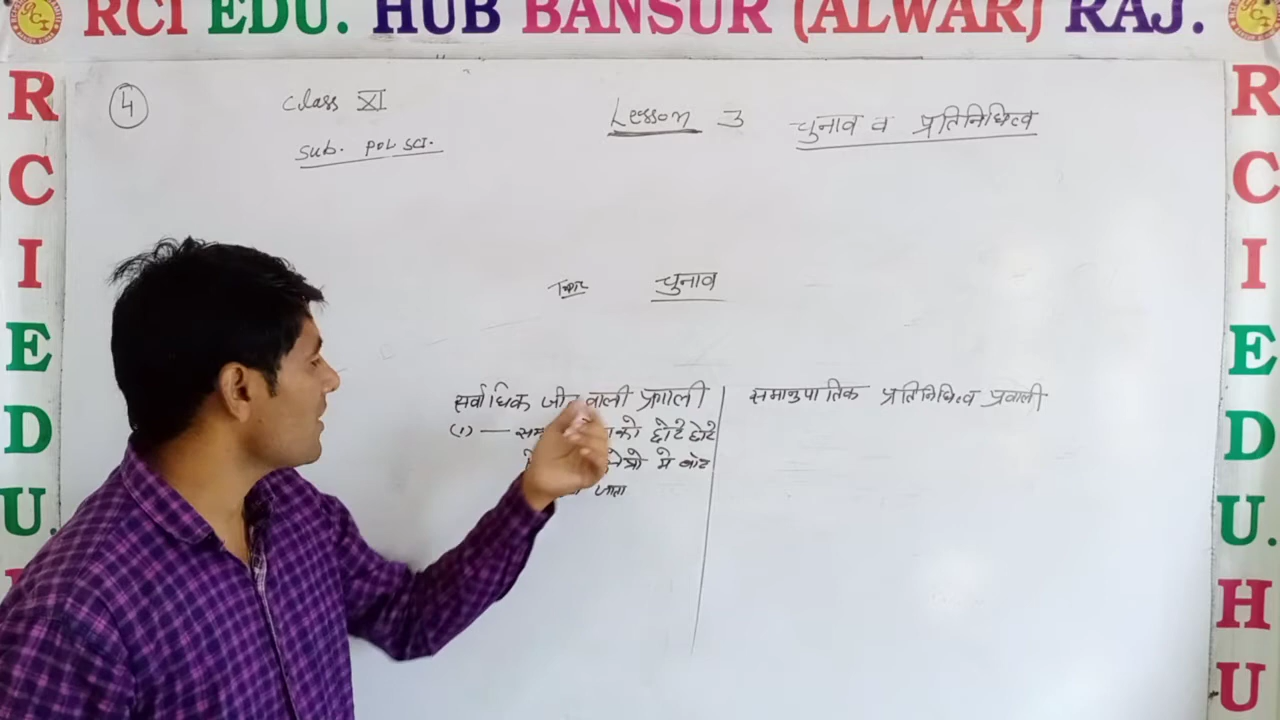 RCI EDU. HUB BANSUR (ALWAR) RAJ.
4
Class XI
Sub. Pol SCI.
Lesson 3 चुनाव व प्रतिनिधित्व
Topic चुनाव
सर्वाधिक जीत वाली प्रणाली
समानुपातिक प्रतिनिधित्व प्रणाली
(1) — को छोटे छोटे
मे बांट
जाता
R
C
I
E
D
U.
R
C
I
E
D
U.
H
U